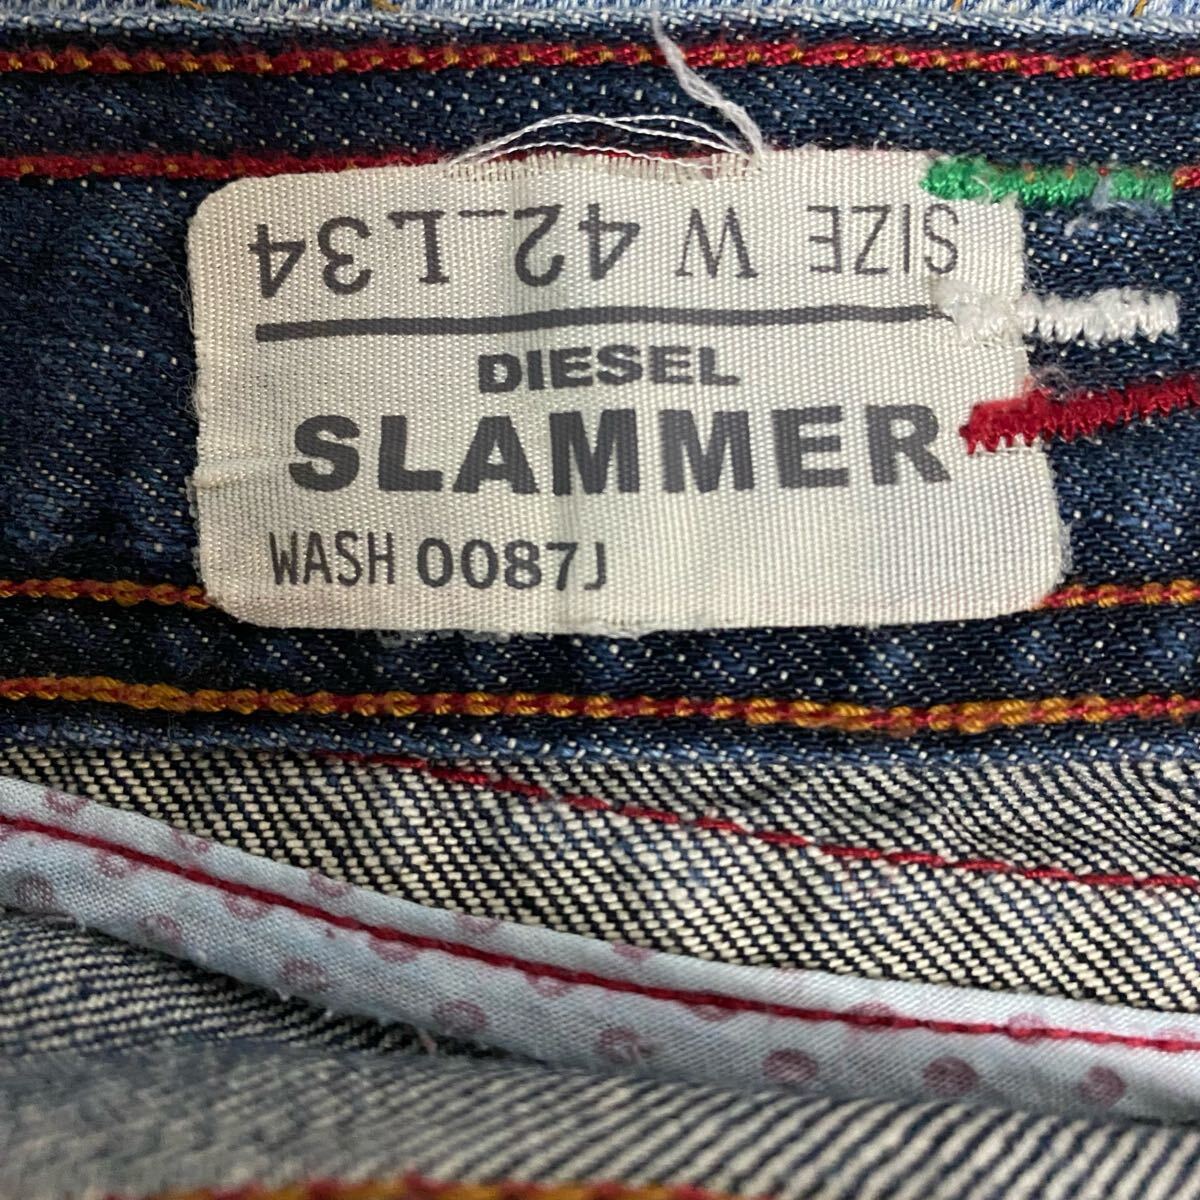 SIZE W 42_L34
DIESEL
SLAMMER
WASH 0087J